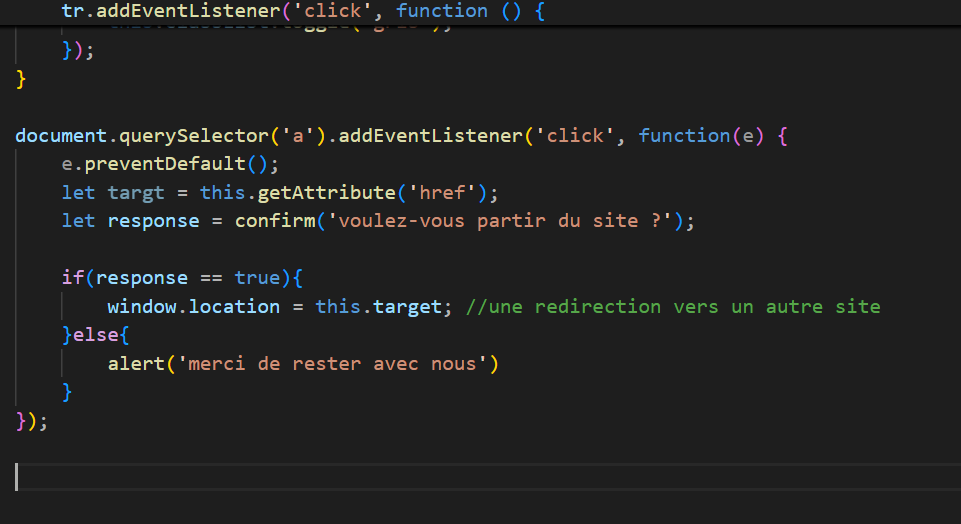 tr.addEventListener('click', function () {
});
}
document.querySelector('a').addEventListener('click', function(e) {
e.preventDefault();
let targt = this.getAttribute('href');
let response = confirm('voulez-vous partir du site ?');
if(response == true){
window.location = this.target; //une redirection vers un autre site
}else{
alert('merci de rester avec nous')
}
});